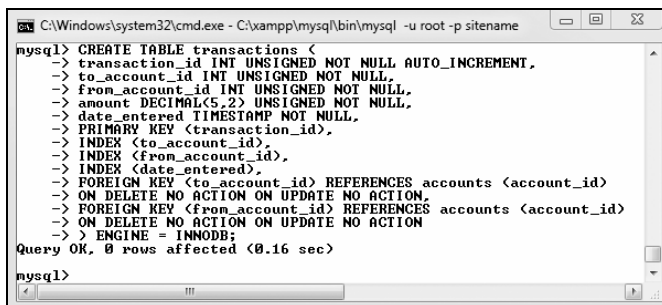 C:\Windows\system32\cmd.exe - C:\xampp\mysql\bin\mysql -u root -p sitename
mysql> CREATE TABLE transactions (
    -> transaction_id INT UNSIGNED NOT NULL AUTO_INCREMENT,
    -> to_account_id INT UNSIGNED NOT NULL,
    -> from_account_id INT UNSIGNED NOT NULL,
    -> amount DECIMAL(5,2) UNSIGNED NOT NULL,
    -> date_entered TIMESTAMP NOT NULL,
    -> PRIMARY KEY (transaction_id),
    -> INDEX (to_account_id),
    -> INDEX (from_account_id),
    -> INDEX (date_entered),
    -> FOREIGN KEY (to_account_id) REFERENCES accounts (account_id)
    -> ON DELETE NO ACTION ON UPDATE NO ACTION,
    -> FOREIGN KEY (from_account_id) REFERENCES accounts (account_id)
    -> ON DELETE NO ACTION ON UPDATE NO ACTION
    -> ) ENGINE = INNODB;
Query OK, 0 rows affected (0.16 sec)
mysql>